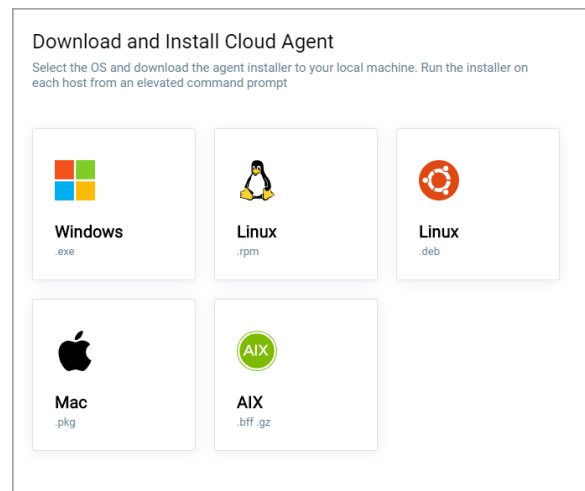 Download and Install Cloud Agent
Select the OS and download the agent installer to your local machine. Run the installer on
each host from an elevated command prompt
Windows
.exe
Linux
.rpm
Linux
.deb
Mac
.pkg
AIX
AIX
.bff .gz